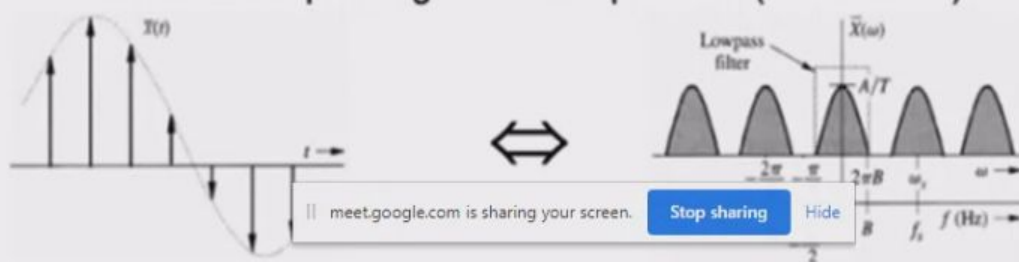 x̄(t)
t
Lowpass
filter
X̄(ω)
A/T
2π
π
2πB
ω_s
ω
|| meet.google.com is sharing your screen.
Stop sharing
Hide
B
f_s
f (Hz)
2